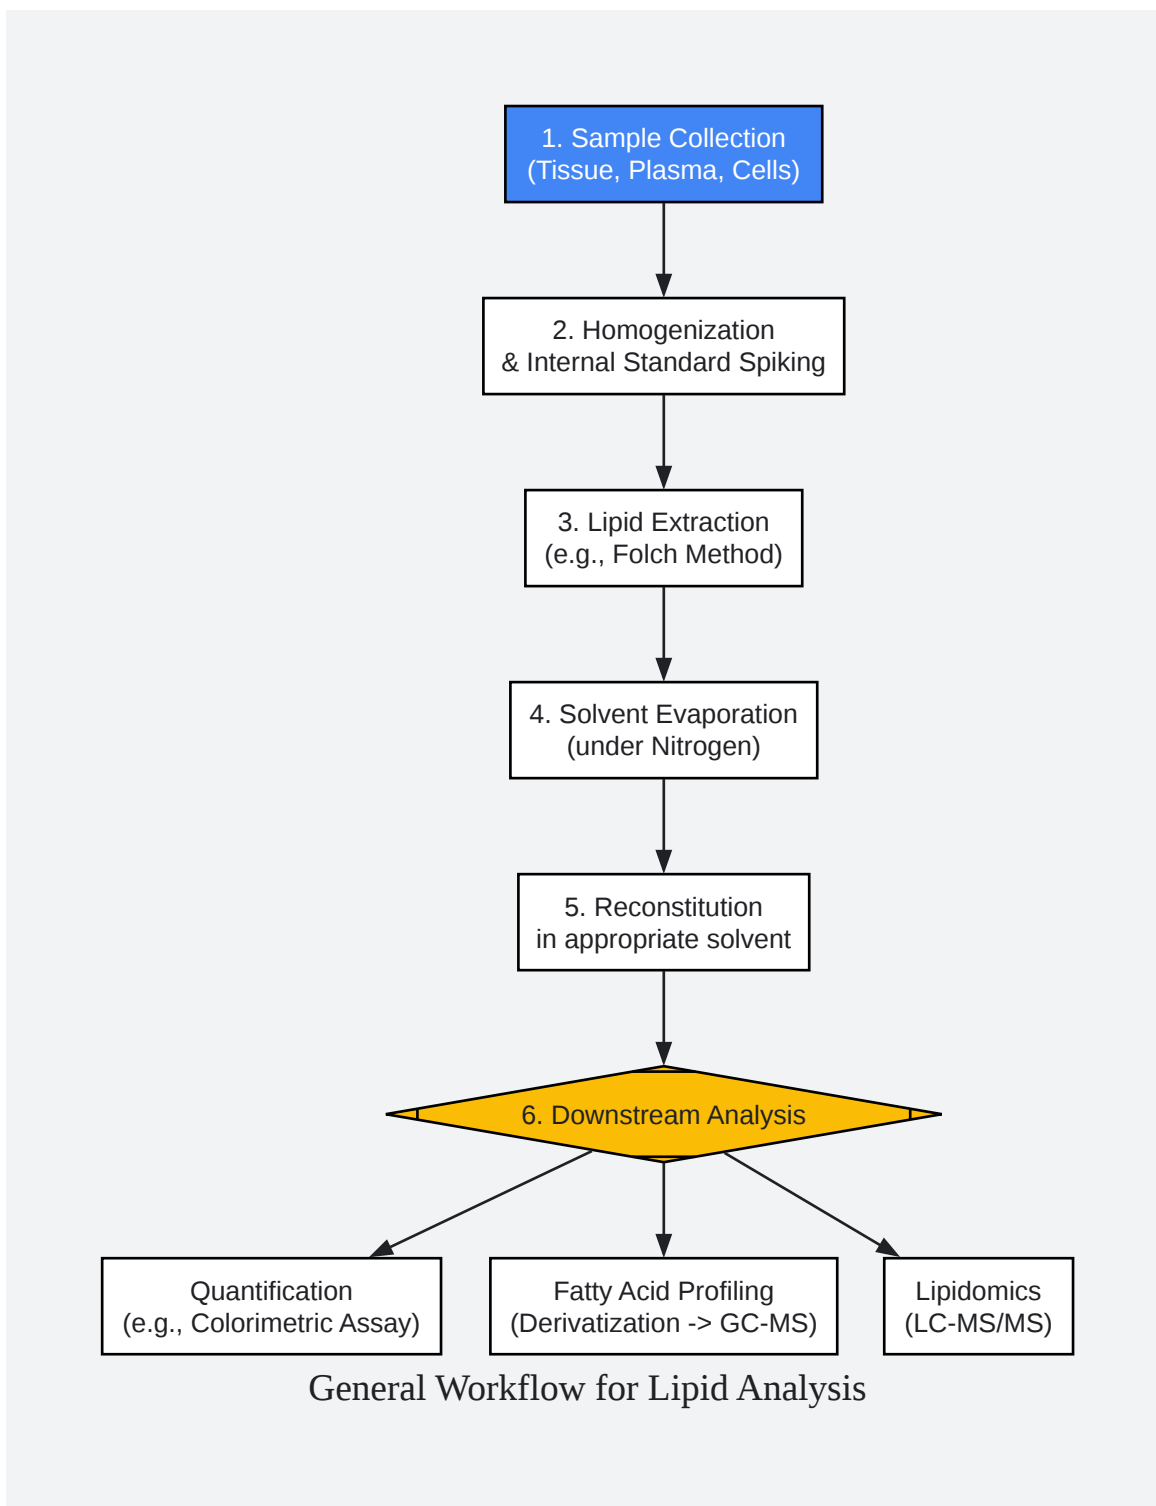 1. Sample Collection
(Tissue, Plasma, Cells)
2. Homogenization
& Internal Standard Spiking
3. Lipid Extraction
(e.g., Folch Method)
4. Solvent Evaporation
(under Nitrogen)
5. Reconstitution
in appropriate solvent
6. Downstream Analysis
Quantification
(e.g., Colorimetric Assay)
Fatty Acid Profiling
(Derivatization -> GC-MS)
Lipidomics
(LC-MS/MS)
General Workflow for Lipid Analysis